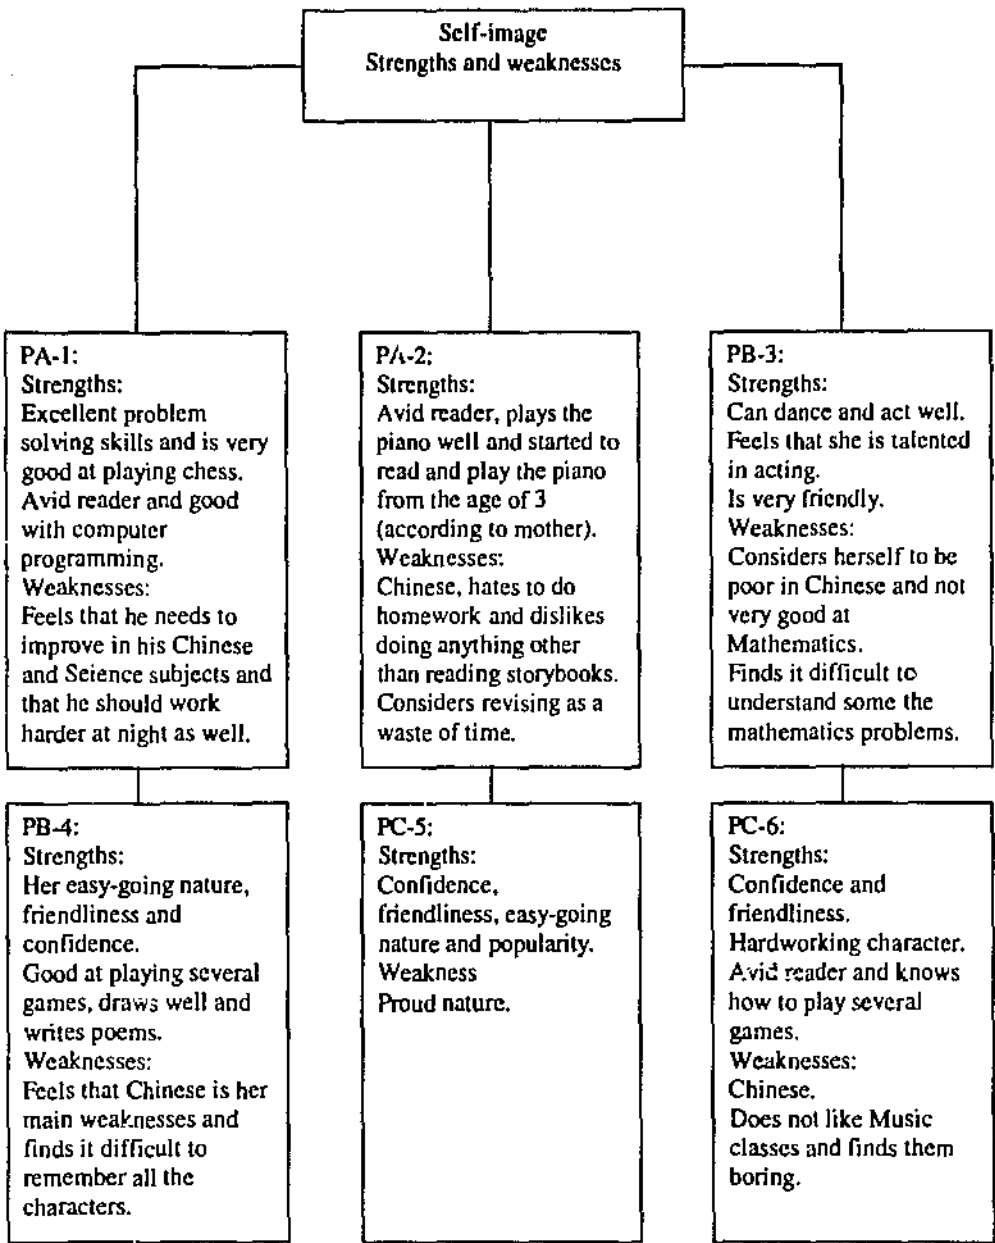 Self-image
Strengths and weaknesses
PA-1:
Strengths:
Excellent problem
solving skills and is very
good at playing chess.
Avid reader and good
with computer
programming.
Weaknesses:
Feels that he needs to
improve in his Chinese
and Science subjects and
that he should work
harder at night as well.
PA-2:
Strengths:
Avid reader, plays the
piano well and started to
read and play the piano
from the age of 3
(according to mother).
Weaknesses:
Chinese, hates to do
homework and dislikes
doing anything other
than reading storybooks.
Considers revising as a
waste of time.
PB-3:
Strengths:
Can dance and act well.
Feels that she is talented
in acting.
Is very friendly.
Weaknesses:
Considers herself to be
poor in Chinese and not
very good at
Mathematics.
Finds it difficult to
understand some the
mathematics problems.
PB-4:
Strengths:
Her easy-going nature,
friendliness and
confidence.
Good at playing several
games, draws well and
writes poems.
Weaknesses:
Feels that Chinese is her
main weaknesses and
finds it difficult to
remember all the
characters.
PC-5:
Strengths:
Confidence,
friendliness, easy-going
nature and popularity.
Weakness
Proud nature.
PC-6:
Strengths:
Confidence and
friendliness.
Hardworking character.
Avid reader and knows
how to play several
games.
Weaknesses:
Chinese.
Does not like Music
classes and finds them
boring.